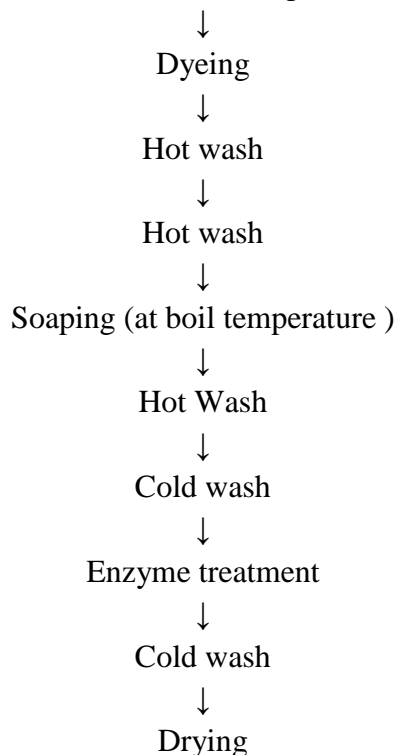 ↓
Dyeing
↓
Hot wash
↓
Hot wash
↓
Soaping (at boil temperature )
↓
Hot Wash
↓
Cold wash
↓
Enzyme treatment
↓
Cold wash
↓
Drying